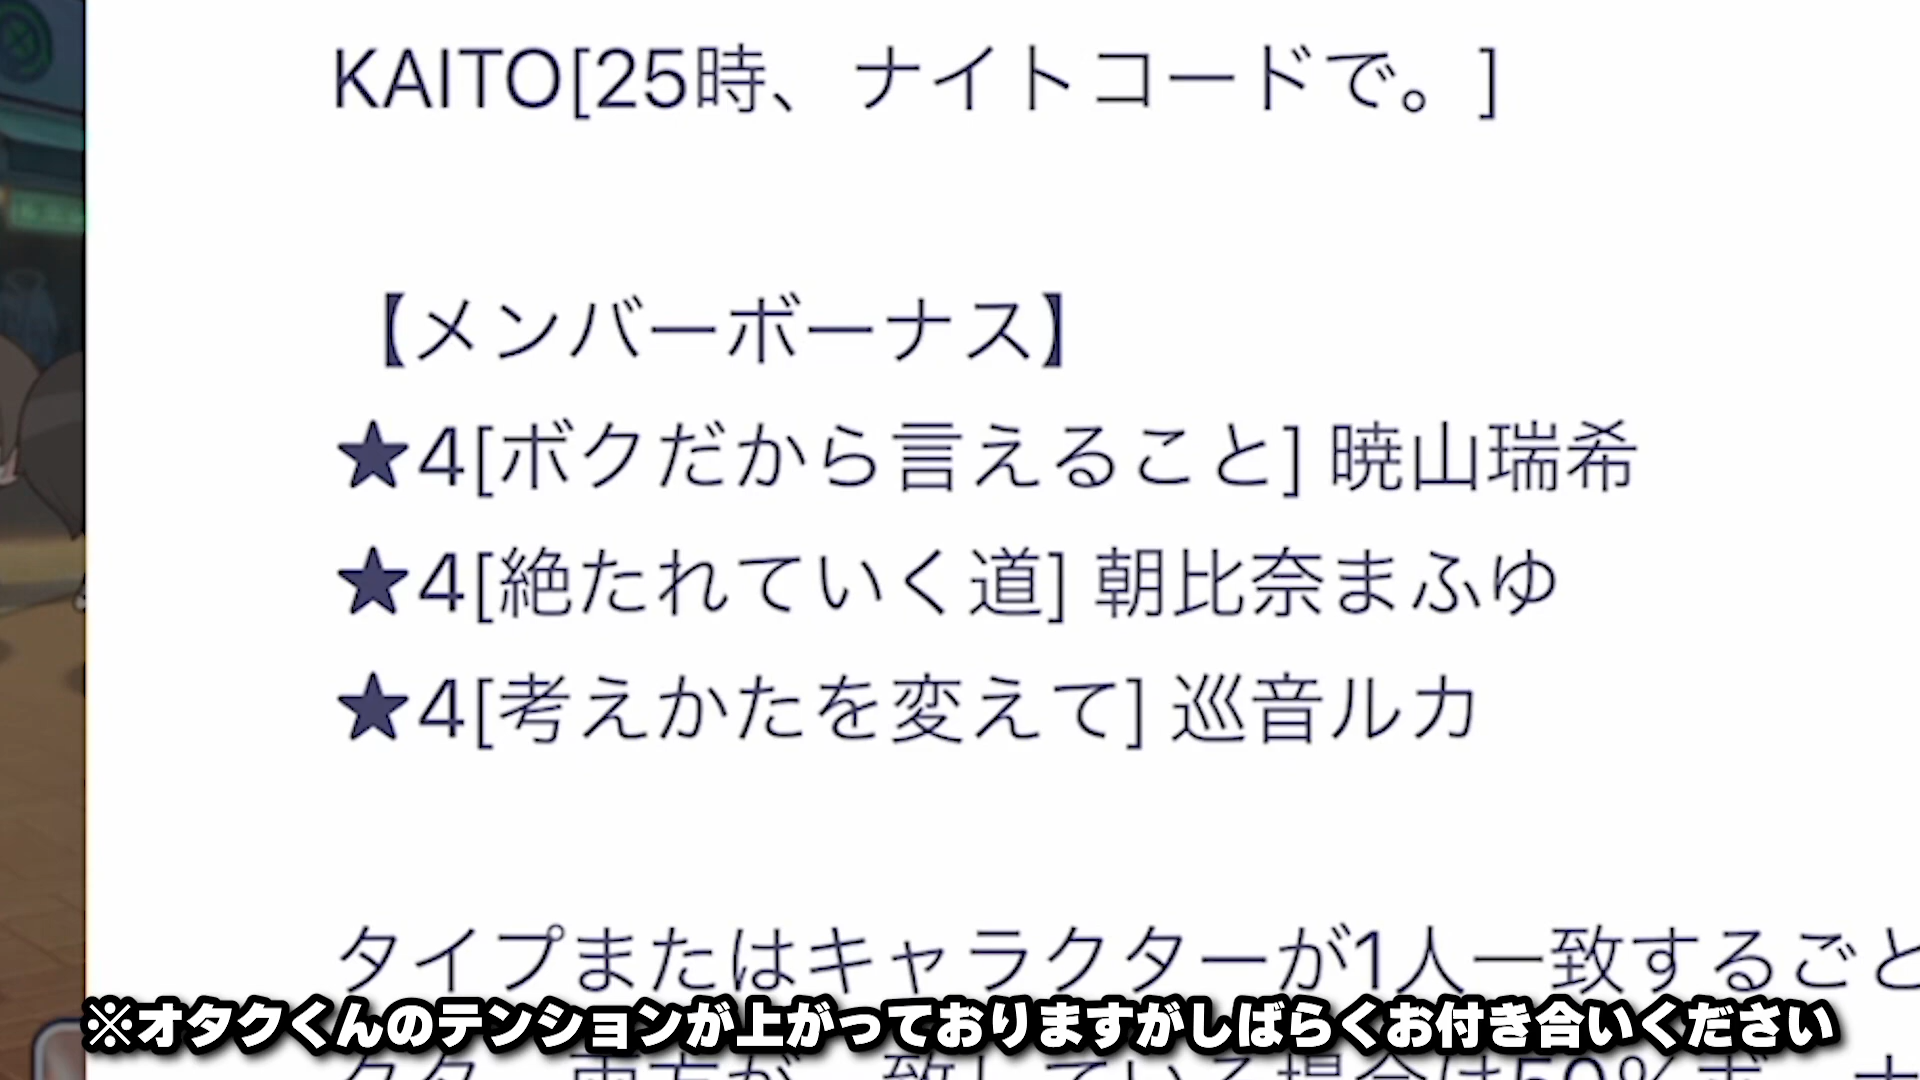 KAITO[25時、ナイトコードで。]
【メンバーボーナス】
★4[ボクだから言えること] 暁山瑞希
★4[絶たれていく道] 朝比奈まふゆ
★4[考えかたを変えて] 巡音ルカ
タイプまたはキャラクターが1人一致するごと
※オタクくんのテンションが上がっておりますがしばらくお付き合いください